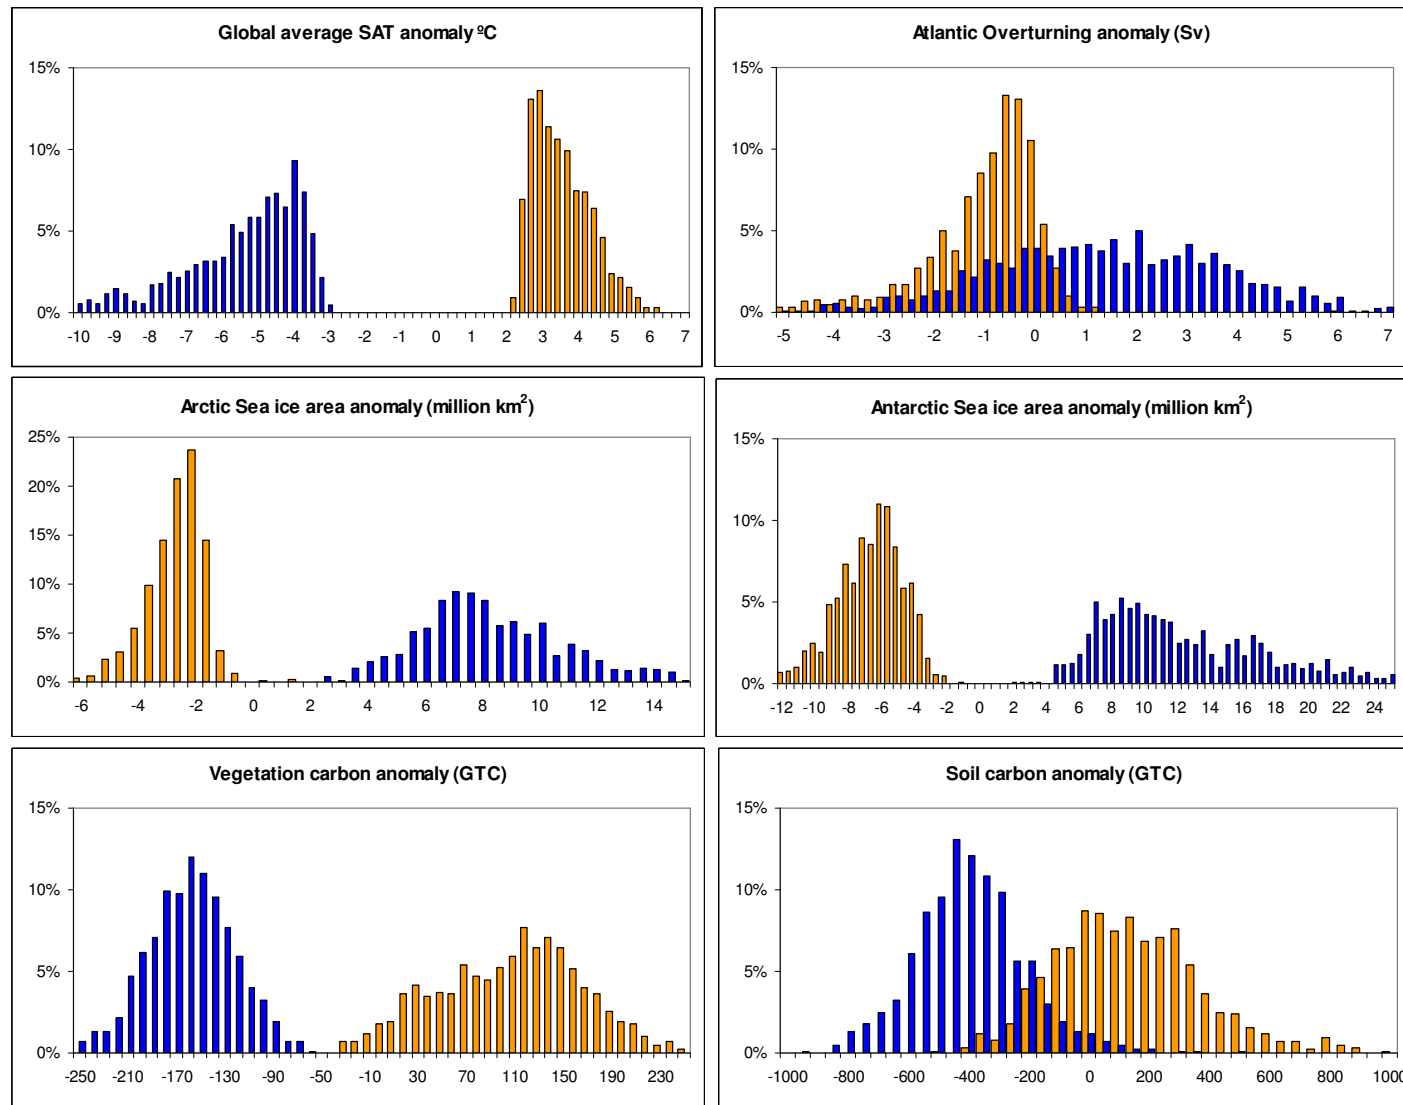 Global average SAT anomaly ºC
15%
10%
5%
0%
-10 -9 -8 -7 -6 -5 -4 -3 -2 -1 0 1 2 3 4 5 6 7
Atlantic Overturning anomaly (Sv)
15%
10%
5%
0%
-5 -4 -3 -2 -1 0 1 2 3 4 5 6 7
Arctic Sea ice area anomaly (million km²)
25%
20%
15%
10%
5%
0%
-6 -4 -2 0 2 4 6 8 10 12 14
Antarctic Sea ice area anomaly (million km²)
15%
10%
5%
0%
-12 -10 -8 -6 -4 -2 0 2 4 6 8 10 12 14 16 18 20 22 24
Vegetation carbon anomaly (GTC)
15%
10%
5%
0%
-250 -210 -170 -130 -90 -50 -10 30 70 110 150 190 230
Soil carbon anomaly (GTC)
15%
10%
5%
0%
-1000 -800 -600 -400 -200 0 200 400 600 800 1000